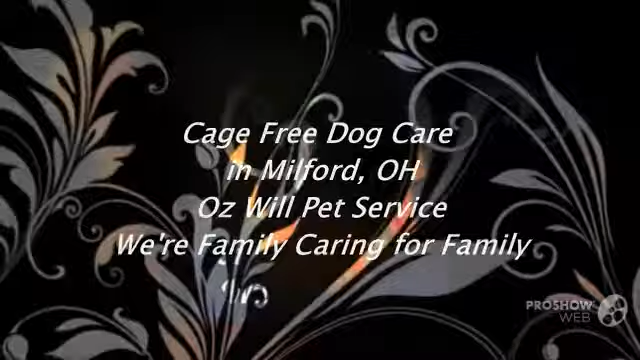 Cage Free Dog Care
in Milford, OH
Oz Will Pet Service
We're Family Caring for Family
PROSHOW
WEB